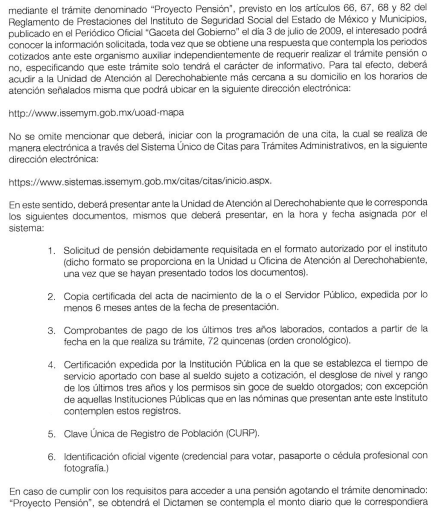 mediante el trámite denominado “Proyecto Pensión”, previsto en los artículos 66, 67, 68 y 82 del
Reglamento de Prestaciones del Instituto de Seguridad Social del Estado de México y Municipios,
publicado en el Periódico Oficial “Gaceta del Gobierno” el día 3 de julio de 2009, el interesado podrá
conocer la información solicitada, toda vez que se obtiene una respuesta que contempla los periodos
cotizados ante este organismo auxiliar independientemente de requerir realizar el trámite pensión o
no, especificando que este trámite solo tendrá el carácter de informativo. Para tal efecto, deberá
acudir a la Unidad de Atención al Derechohabiente más cercana a su domicilio en los horarios de
atención señalados misma que podrá ubicar en la siguiente dirección electrónica:
http://www.issemym.gob.mx/uoad-mapa
No se omite mencionar que deberá, iniciar con la programación de una cita, la cual se realiza de
manera electrónica a través del Sistema Único de Citas para Trámites Administrativos, en la siguiente
dirección electrónica:
https://www.sistemas.issemym.gob.mx/citas/citas/inicio.aspx.
En este sentido, deberá presentar ante la Unidad de Atención al Derechohabiente que le corresponda
los siguientes documentos, mismos que deberá presentar, en la hora y fecha asignada por el
sistema:
1. Solicitud de pensión debidamente requisitada en el formato autorizado por el instituto
(dicho formato se proporciona en la Unidad u Oficina de Atención al Derechohabiente,
una vez que se hayan presentado todos los documentos).
2. Copia certificada del acta de nacimiento de la o el Servidor Público, expedida por lo
menos 6 meses antes de la fecha de presentación.
3. Comprobantes de pago de los últimos tres años laborados, contados a partir de la
fecha en la que realiza su trámite, 72 quincenas (orden cronológico).
4. Certificación expedida por la Institución Pública en la que se establezca el tiempo de
servicio aportado con base al sueldo sujeto a cotización, el desglose de nivel y rango
de los últimos tres años y los permisos sin goce de sueldo otorgados; con excepción
de aquellas Instituciones Públicas que en las nóminas que presentan ante este Instituto
contemplen estos registros.
5. Clave Única de Registro de Población (CURP).
6. Identificación oficial vigente (credencial para votar, pasaporte o cédula profesional con
fotografía.)
En caso de cumplir con los requisitos para acceder a una pensión agotando el trámite denominado:
“Proyecto Pensión”, se obtendrá el Dictamen se contempla el monto diario que le correspondiera